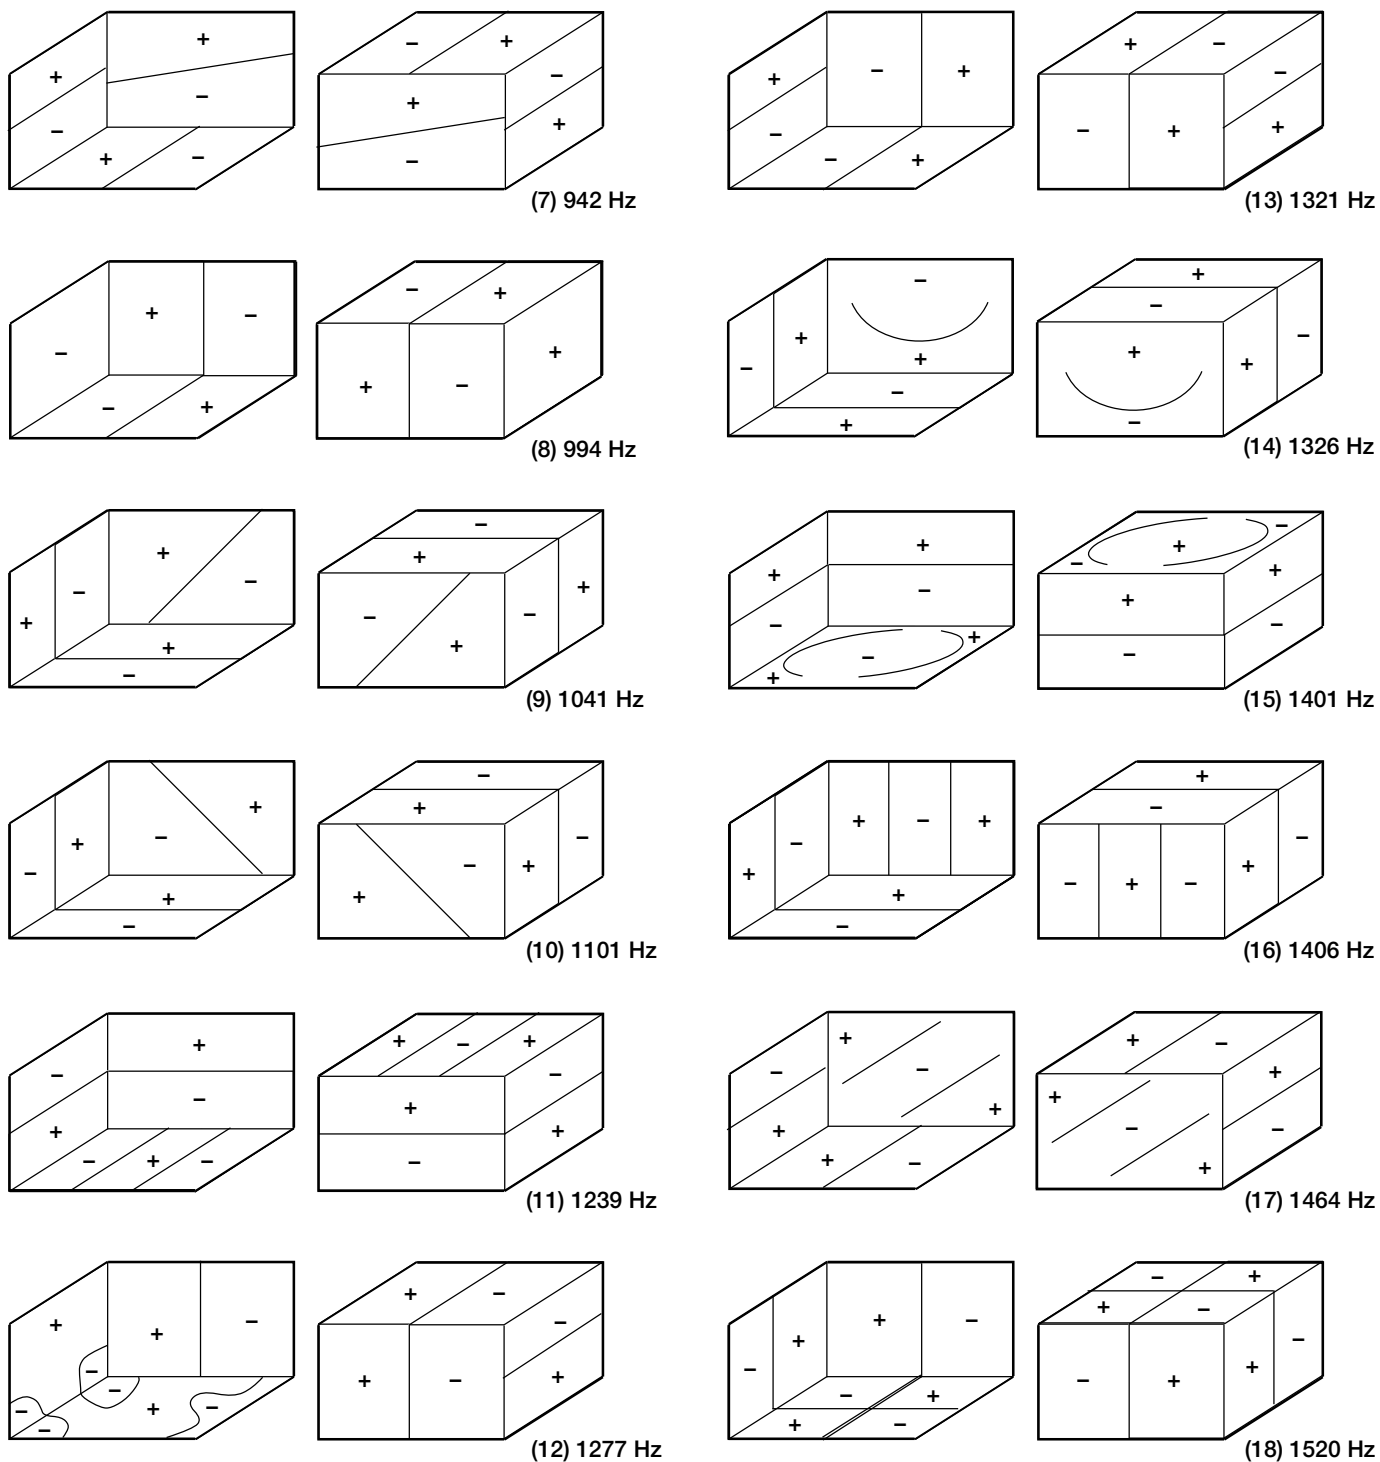 (7) 942 Hz
(8) 994 Hz
(9) 1041 Hz
(10) 1101 Hz
(11) 1239 Hz
(12) 1277 Hz
(13) 1321 Hz
(14) 1326 Hz
(15) 1401 Hz
(16) 1406 Hz
(17) 1464 Hz
(18) 1520 Hz